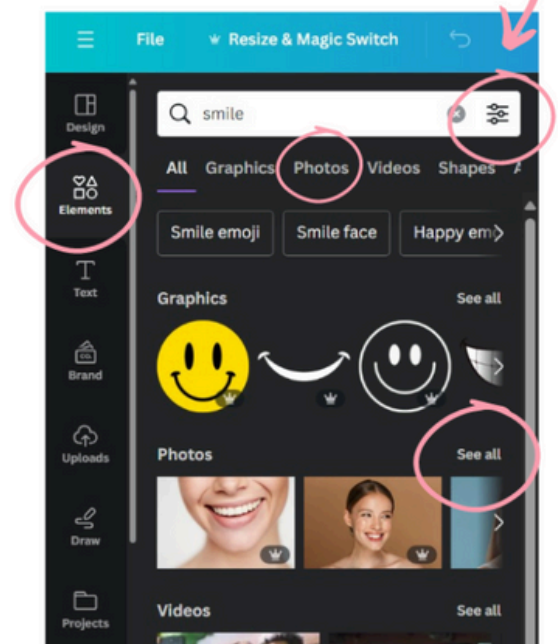 File Resize & Magic Switch
Design
smile
All Graphics Photos Videos Shapes
Elements
Smile emoji Smile face Happy em
Text
Graphics See all
Brand
CO.
Uploads
Photos See all
Draw
Projects
Videos See all